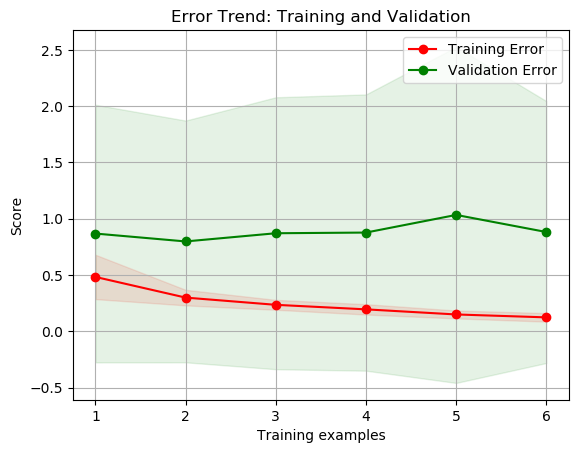 Error Trend: Training and Validation
Training Error
Validation Error
Score
2.5
2.0
1.5
1.0
0.5
0.0
−0.5
1 2 3 4 5 6
Training examples